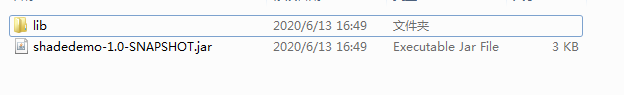 lib 2020/6/13 16:49 文件夹
shadedemo-1.0-SNAPSHOT.jar 2020/6/13 16:49 Executable Jar File 3 KB